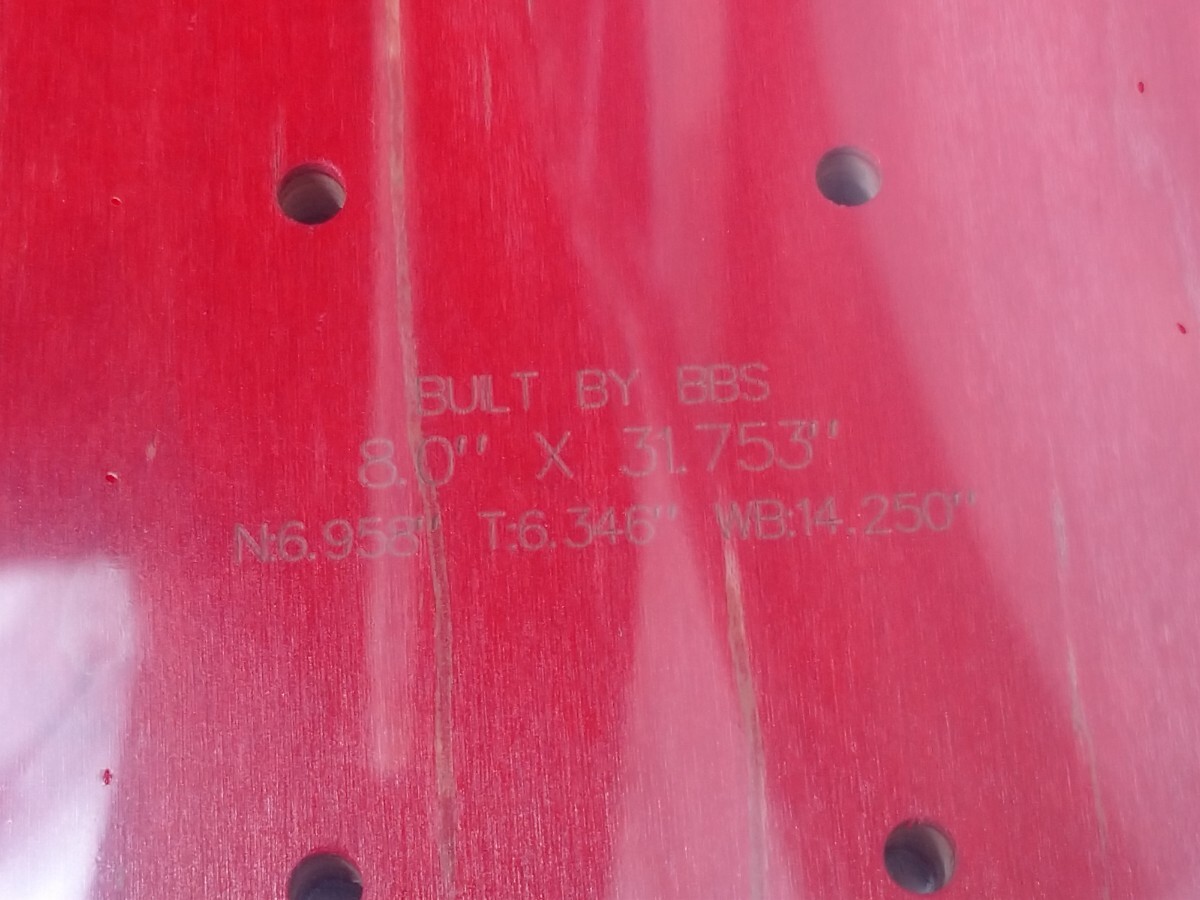 BUILT BY BBS
8.0" X 31.753"
N:6.958" T:6.346" WB:14.250"